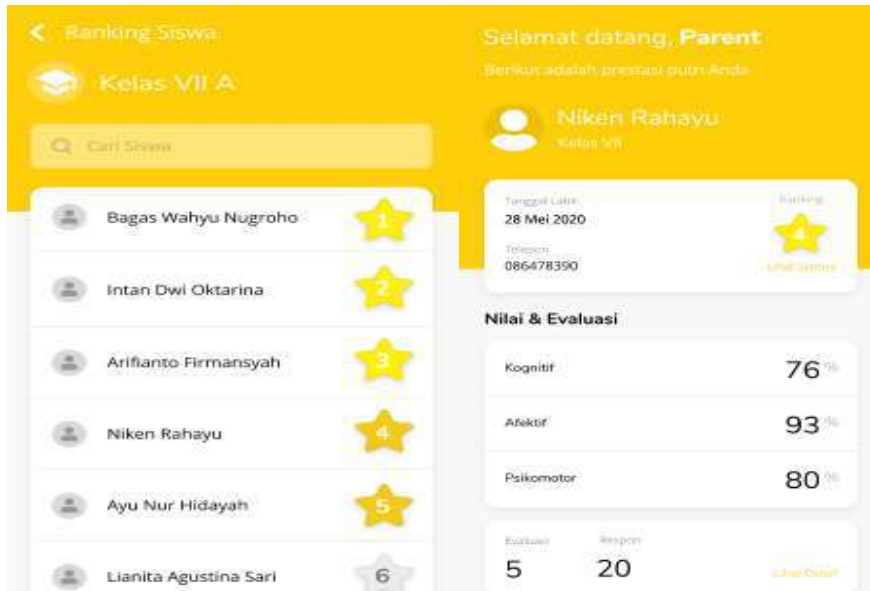 Ranking Siswa
Kelas VII A
Cari Siswa
Bagas Wahyu Nugroho
1
Intan Dwi Oktarina
2
Arifianto Firmansyah
3
Niken Rahayu
4
Ayu Nur Hidayah
5
Lianita Agustina Sari
6
Selamat datang, Parent
Berikut adalah prestasi putri Anda
Niken Rahayu
Kelas VII
Tanggal Lahir
Ranking
28 Mei 2020
4
Telepon
086478390
Lihat Semua
Nilai & Evaluasi
Kognitif
76 %
Afektif
93 %
Psikomotor
80 %
Evaluasi
Respon
5
20
Lihat Detail